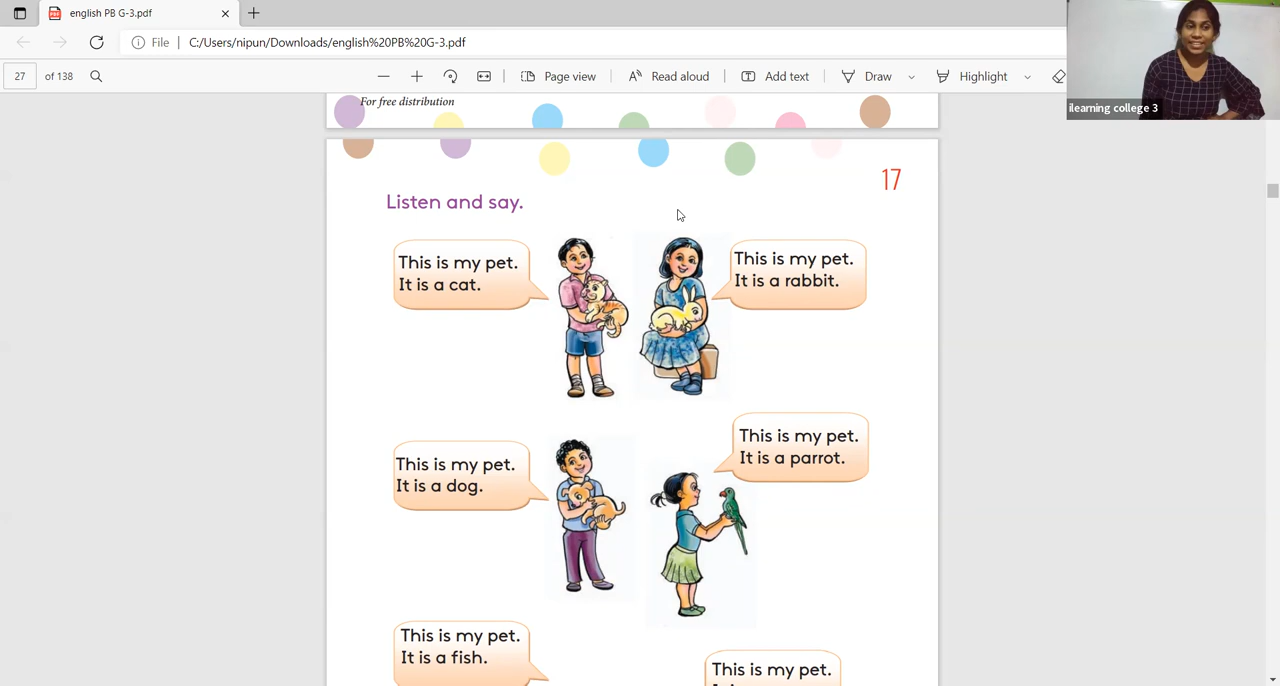 english PB G-3.pdf
File
C:/Users/nipun/Downloads/english%20PB%20G-3.pdf
27 of 138
Page view
Read aloud
Add text
Draw
Highlight
ilearning college 3
For free distribution
17
Listen and say.
This is my pet.
It is a cat.
This is my pet.
It is a rabbit.
This is my pet.
It is a dog.
This is my pet.
It is a parrot.
This is my pet.
It is a fish.
This is my pet.